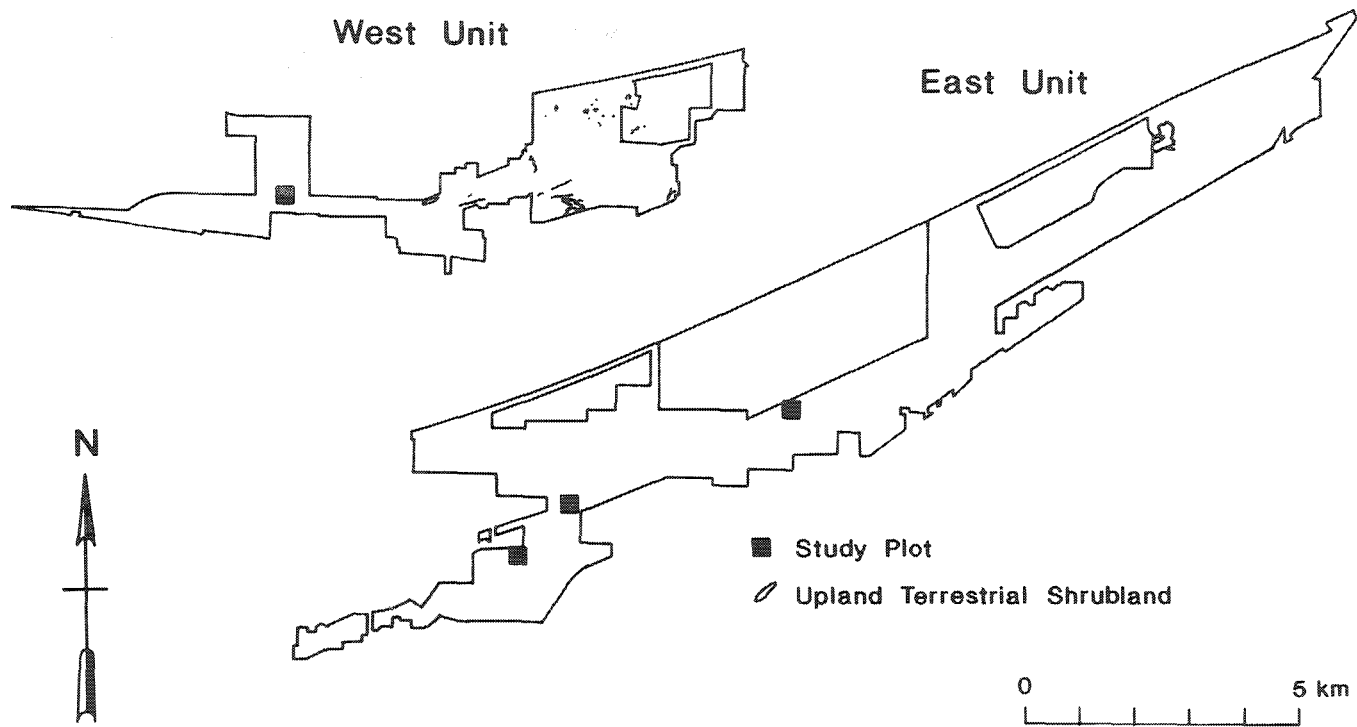 West Unit
East Unit
N
Study Plot
Upland Terrestrial Shrubland
0 5 km